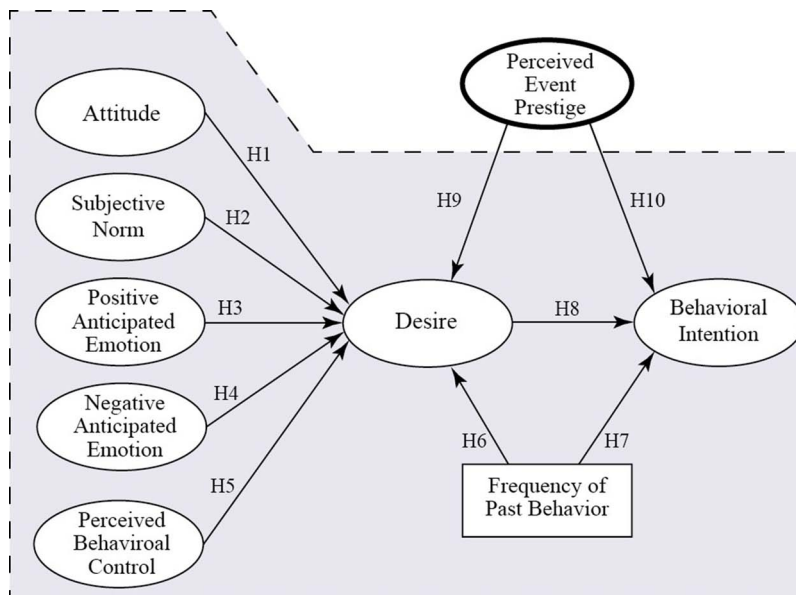 Attitude
Subjective
Norm
Positive
Anticipated
Emotion
Negative
Anticipated
Emotion
Perceived
Behaviroal
Control
H1
H2
H3
H4
H5
Desire
Perceived
Event
Prestige
H9
H10
H8
Behavioral
Intention
H6
H7
Frequency of
Past Behavior